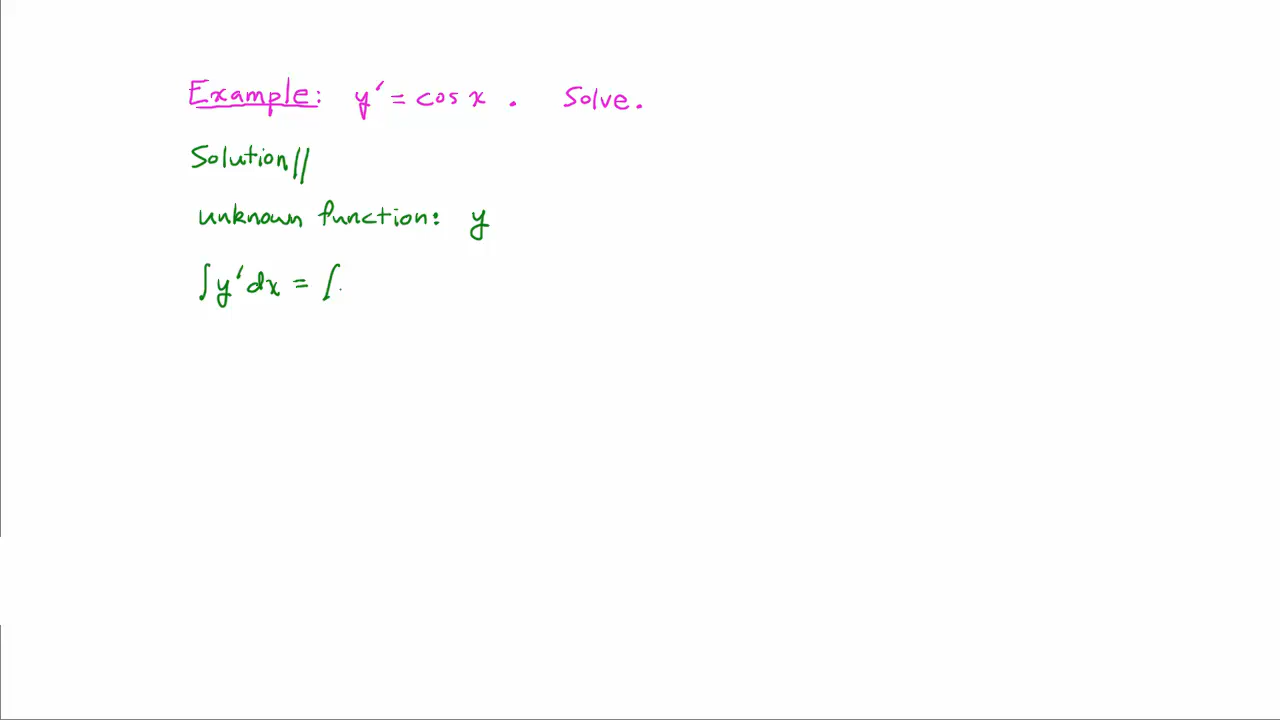 Example: y' = cos x . Solve.
Solution//
unknown function: y
∫y'dx = ∫